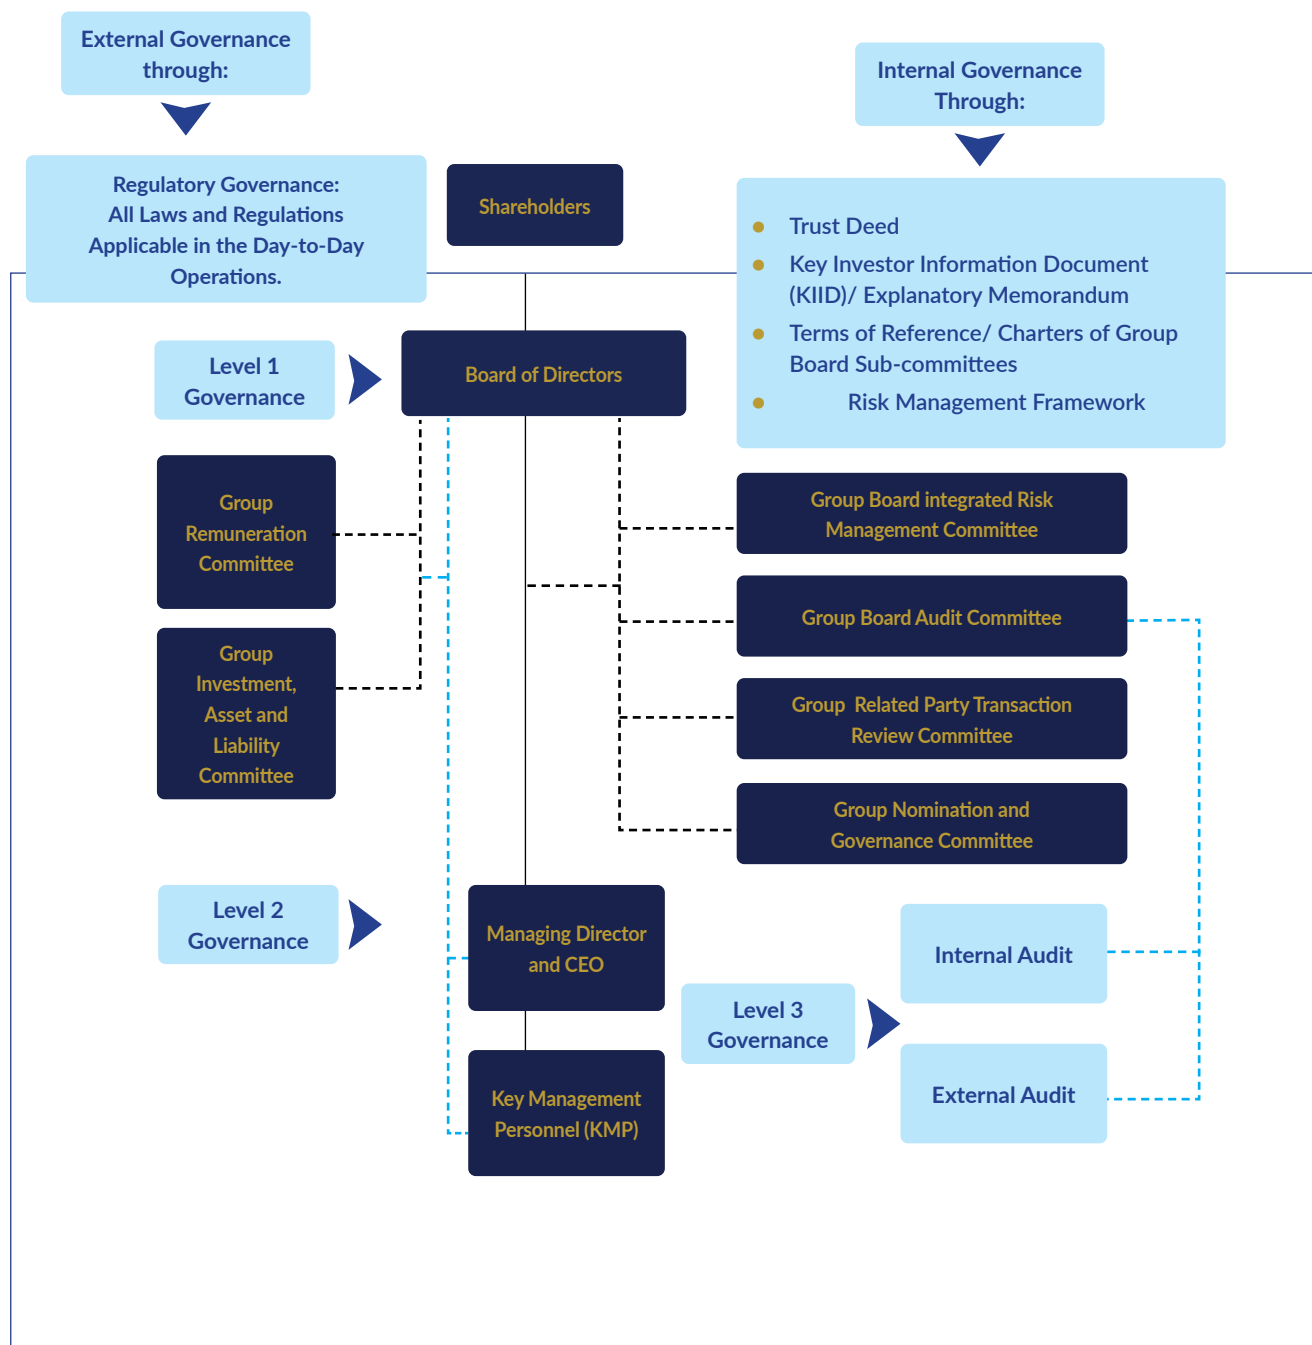 External Governance
through:
Internal Governance
Through:
Regulatory Governance:
All Laws and Regulations
Applicable in the Day-to-Day
Operations.
Shareholders
Trust Deed
Key Investor Information Document
(KIID)/ Explanatory Memorandum
Terms of Reference/ Charters of Group
Board Sub-committees
Risk Management Framework
Level 1
Governance
Board of Directors
Group
Remuneration
Committee
Group
Investment,
Asset and
Liability
Committee
Group Board integrated Risk
Management Committee
Group Board Audit Committee
Group Related Party Transaction
Review Committee
Group Nomination and
Governance Committee
Level 2
Governance
Managing Director
and CEO
Key Management
Personnel (KMP)
Level 3
Governance
Internal Audit
External Audit